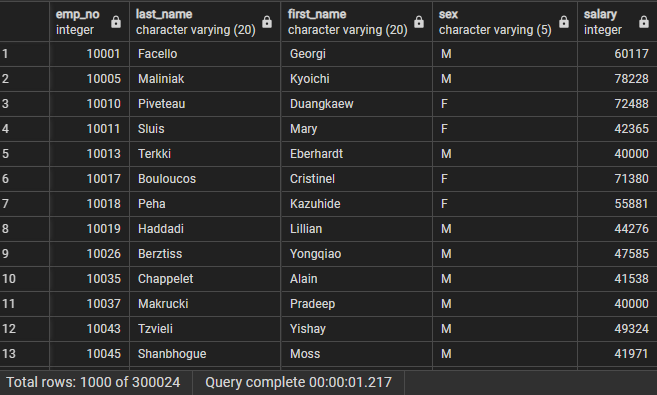 emp_no last_name first_name sex salary
integer character varying (20) character varying (20) character varying (5) integer
1 10001 Facello Georgi M 60117
2 10005 Maliniak Kyoichi M 78228
3 10010 Piveteau Duangkaew F 72488
4 10011 Sluis Mary F 42365
5 10013 Terkki Eberhardt M 40000
6 10017 Bouloucos Cristinel F 71380
7 10018 Peha Kazuhide F 55881
8 10019 Haddadi Lillian M 44276
9 10026 Berztiss Yongqiao M 47585
10 10035 Chappelet Alain M 41538
11 10037 Makrucki Pradeep M 40000
12 10043 Tzvieli Yishay M 49324
13 10045 Shanbhogue Moss M 41971
Total rows: 1000 of 300024 Query complete 00:00:01.217